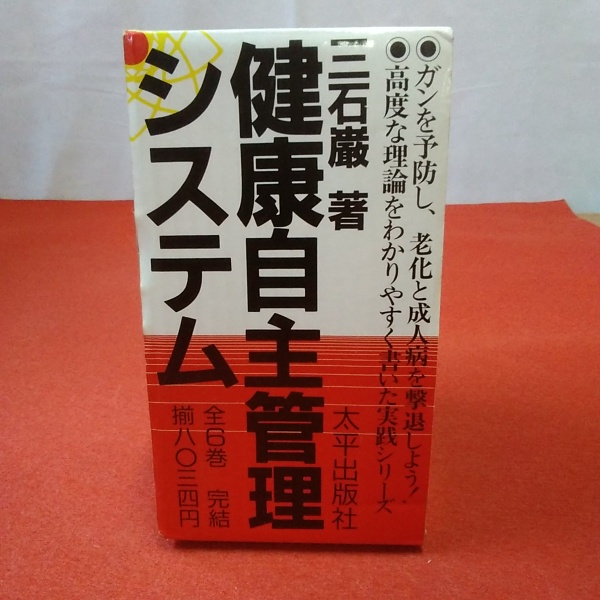 ◉ガンを予防し、老化と成人病を撃退しよう！
◉高度な理論をわかりやすく書いた実践シリーズ
三石巌 著
健康自主管理
システム
太平出版社
全6巻 完結
揃八〇三四円